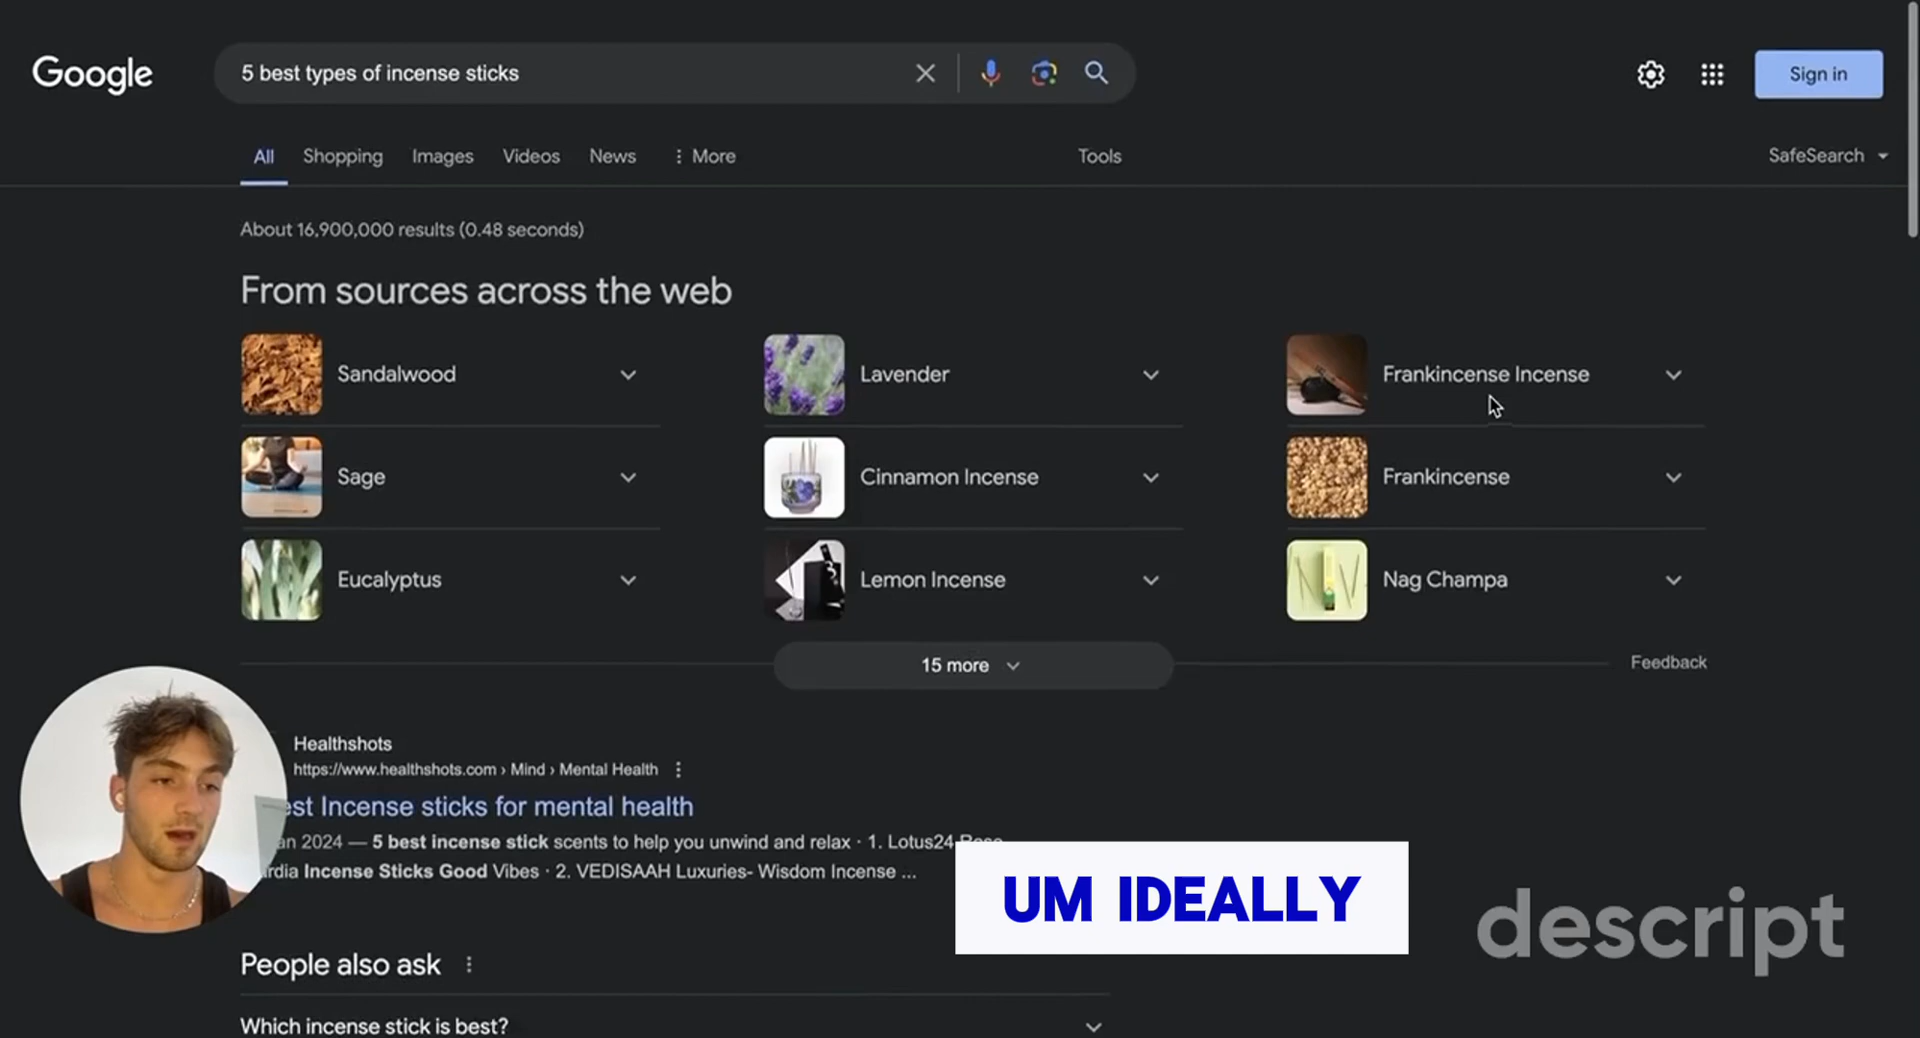 Google
5 best types of incense sticks
Sign in
All Shopping Images Videos News More Tools SafeSearch
About 16,900,000 results (0.48 seconds)
From sources across the web
Sandalwood Lavender Frankincense Incense
Sage Cinnamon Incense Frankincense
Eucalyptus Lemon Incense Nag Champa
15 more
Feedback
Healthshots
https://www.healthshots.com › Mind › Mental Health
est Incense sticks for mental health
an 2024 — 5 best incense stick scents to help you unwind and relax · 1. Lotus24
rdia Incense Sticks Good Vibes · 2. VEDISAAH Luxuries- Wisdom Incense ...
UM IDEALLY
descript
People also ask
Which incense stick is best?